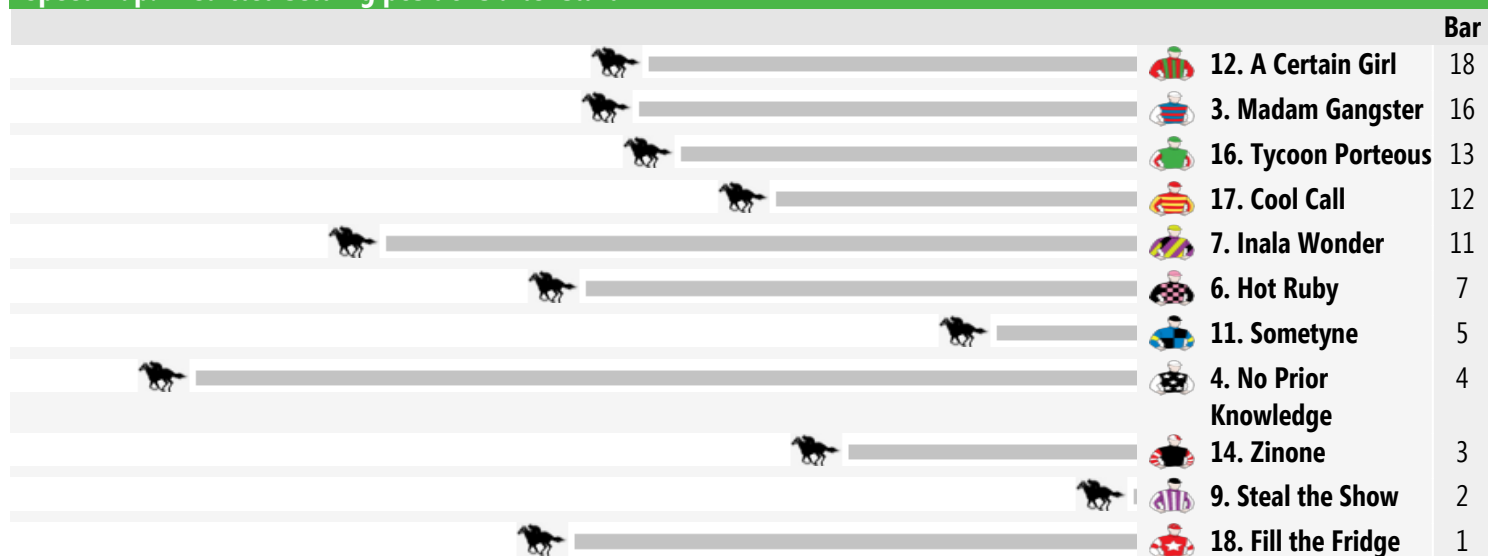 Bar
12. A Certain Girl 18
3. Madam Gangster 16
16. Tycoon Porteous 13
17. Cool Call 12
7. Inala Wonder 11
6. Hot Ruby 7
11. Sometyne 5
4. No Prior 4
Knowledge
14. Zinone 3
9. Steal the Show 2
18. Fill the Fridge 1